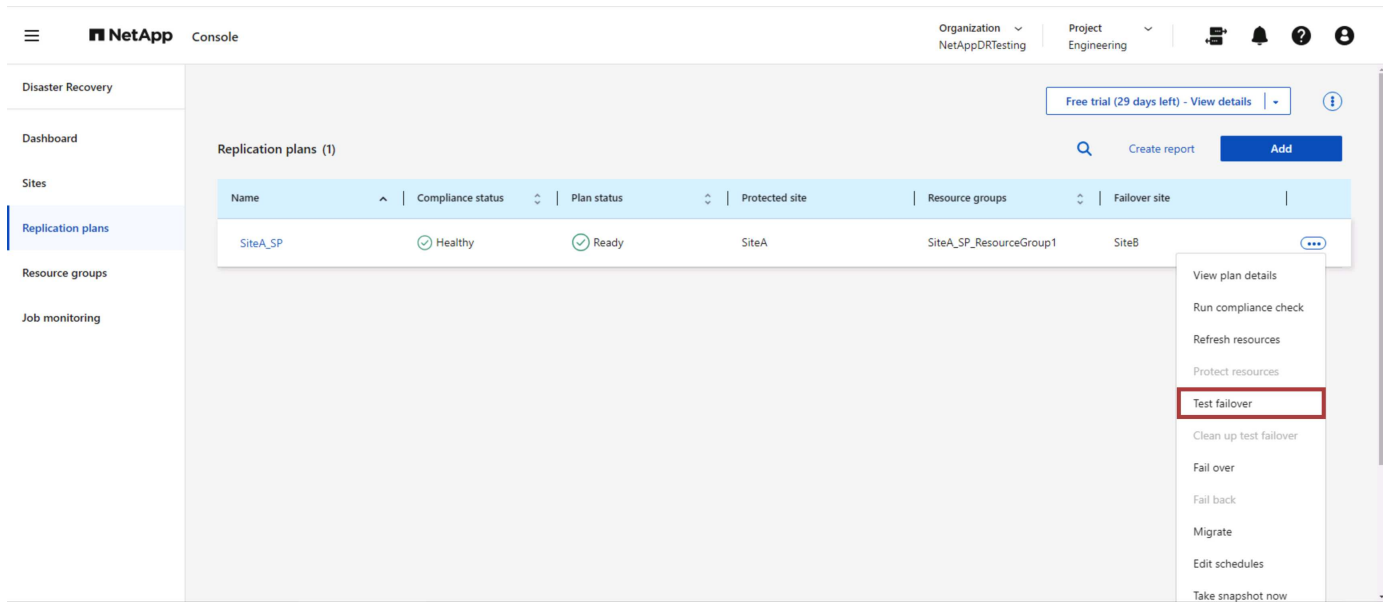 NetApp Console
Organization
NetAppDRTesting
Project
Engineering
Disaster Recovery
Dashboard
Sites
Replication plans
Resource groups
Job monitoring
Free trial (29 days left) - View details
Replication plans (1)
Create report
Add
Name Compliance status Plan status Protected site Resource groups Failover site
SiteA_SP Healthy Ready SiteA SiteA_SP_ResourceGroup1 SiteB
View plan details
Run compliance check
Refresh resources
Protect resources
Test failover
Clean up test failover
Fail over
Fail back
Migrate
Edit schedules
Take snapshot now